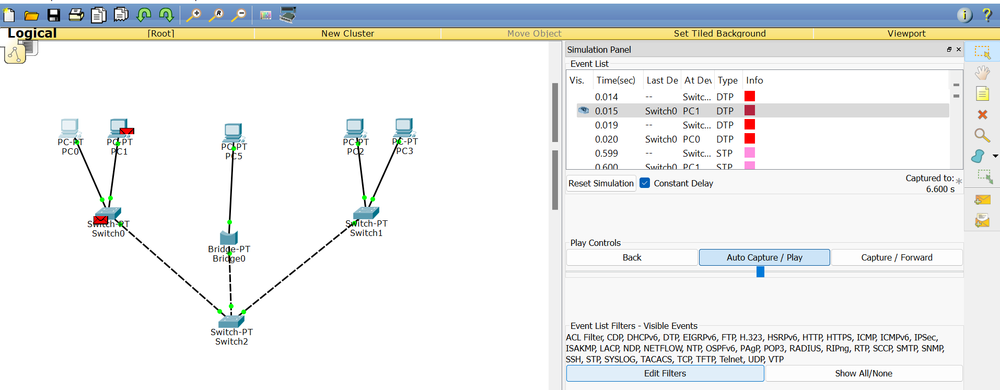 Logical
[Root]
New Cluster
Move Object
Set Tiled Background
Viewport
Simulation Panel
Event List
Vis. Time(sec) Last De At Dev Type Info
0.014 -- Switc... DTP
0.015 Switch0 PC1 DTP
0.019 -- Switc... DTP
0.020 Switch0 PC0 DTP
0.599 -- Switc... STP
0.600 Switch0 PC1 STP
Reset Simulation
Constant Delay
Captured to:
6.600 s
PC-PT
PC0
PC-PT
PC1
PC-PT
PC5
PC-PT
PC2
PC-PT
PC3
Switch-PT
Switch0
Bridge-PT
Bridge0
Switch-PT
Switch1
Switch-PT
Switch2
Play Controls
Back
Auto Capture / Play
Capture / Forward
Event List Filters - Visible Events
ACL Filter, CDP, DHCPv6, DTP, EIGRPv6, FTP, H.323, HSRPv6, HTTP, HTTPS, ICMP, ICMPv6, IPSec,
ISAKMP, LACP, NDP, NETFLOW, NTP, OSPFv6, PAgP, POP3, RADIUS, RIPng, RTP, SCCP, SMTP, SNMP,
SSH, STP, SYSLOG, TACACS, TCP, TFTP, Telnet, UDP, VTP
Edit Filters
Show All/None